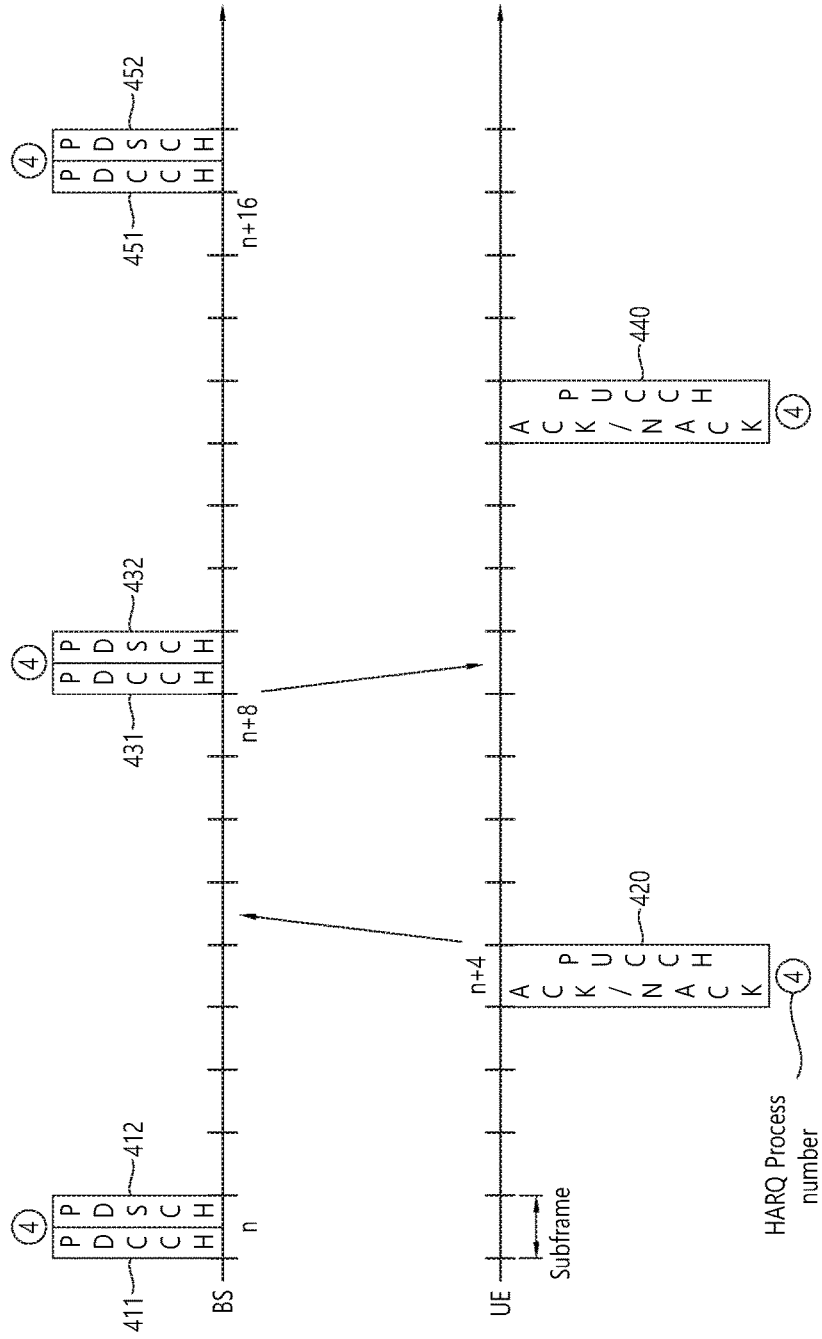 ④ ④ ④
411 PDCCH PDSCH 412
431 PDCCH PDSCH 432
451 PDCCH PDSCH 452
BS
n
n+8
n+16
n+4
UE
Subframe
ACK/NACK
PUCCH
420
ACK/NACK
PUCCH
440
④ ④
HARQ Process
number